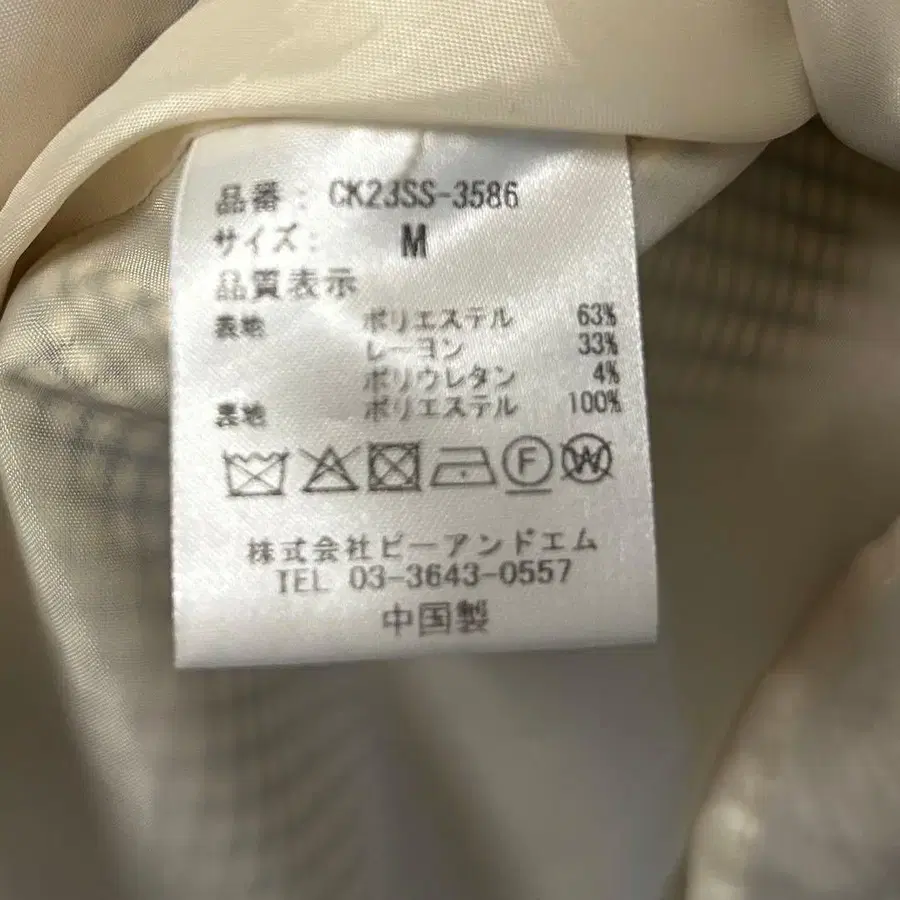 品番： CK23SS-3586
サイズ： M
品質表示
表地 ポリエステル 63%
レーヨン 33%
ポリウレタン 4%
裏地 ポリエステル 100%
F W
株式会社ピーアンドエム
TEL 03-3643-0557
中国製